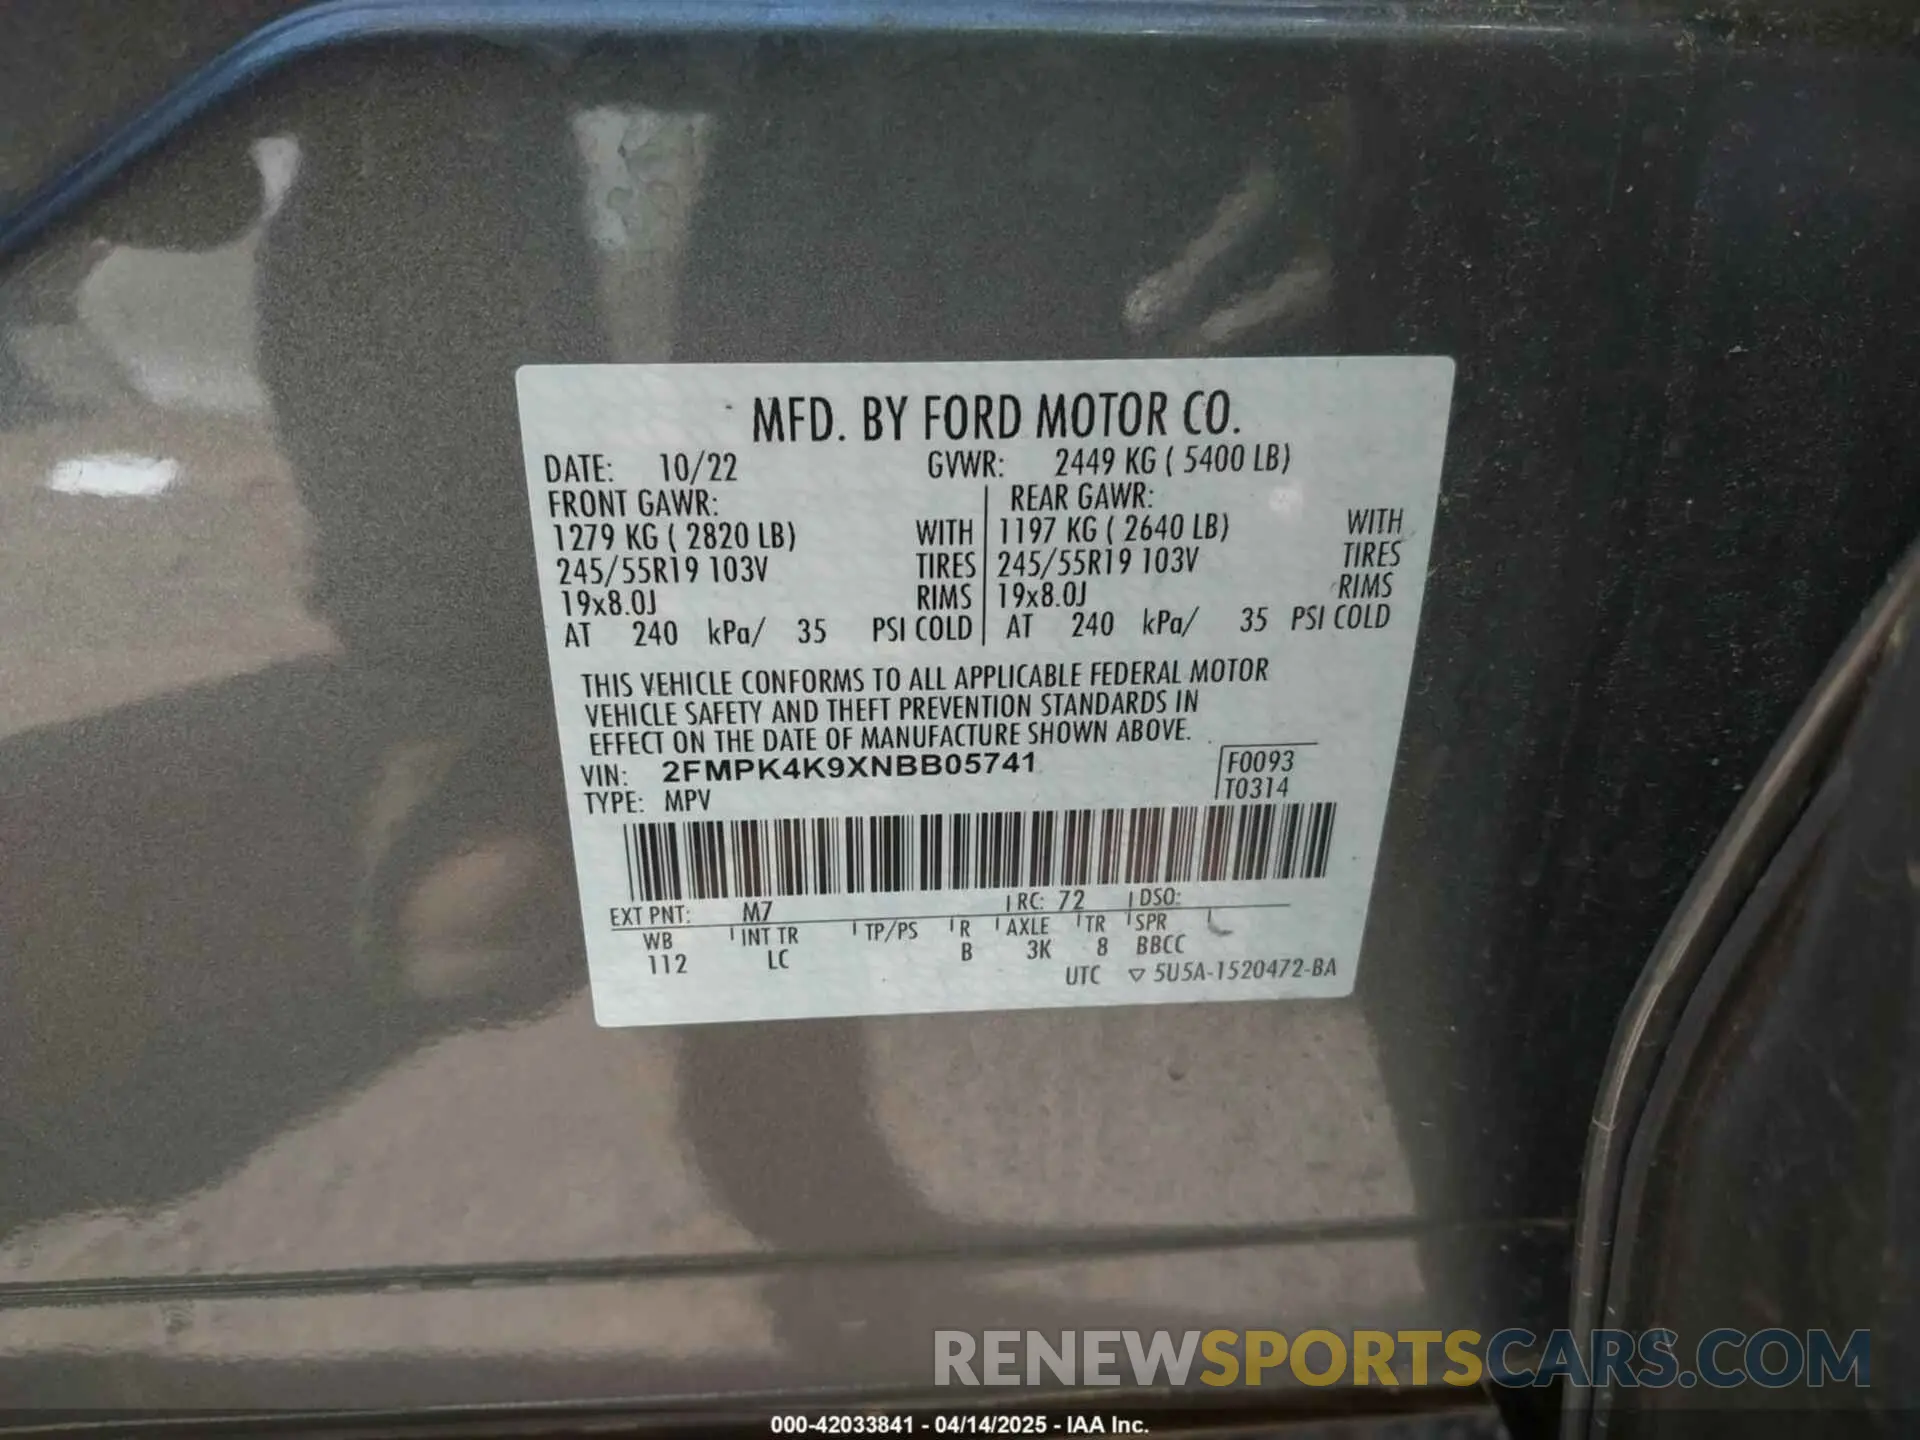 MFD. BY FORD MOTOR CO.
DATE: 10/22 GVWR: 2449 KG ( 5400 LB)
FRONT GAWR: REAR GAWR:
1279 KG ( 2820 LB) WITH 1197 KG ( 2640 LB) WITH
245/55R19 103V TIRES 245/55R19 103V TIRES
19x8.0J RIMS 19x8.0J RIMS
AT 240 kPa/ 35 PSI COLD AT 240 kPa/ 35 PSI COLD
THIS VEHICLE CONFORMS TO ALL APPLICABLE FEDERAL MOTOR
VEHICLE SAFETY AND THEFT PREVENTION STANDARDS IN
EFFECT ON THE DATE OF MANUFACTURE SHOWN ABOVE.
VIN: 2FMPK4K9XNBB05741 F0093
TYPE: MPV T0314
EXT PNT: M7 RC: 72 DSO:
WB INT TR TP/PS R AXLE TR SPR
112 LC B 3K 8 BBCC
UTC ▽ 5U5A-1520472-BA
RENEWSPORTSCARS.COM
000-42033841 - 04/14/2025 - IAA Inc.